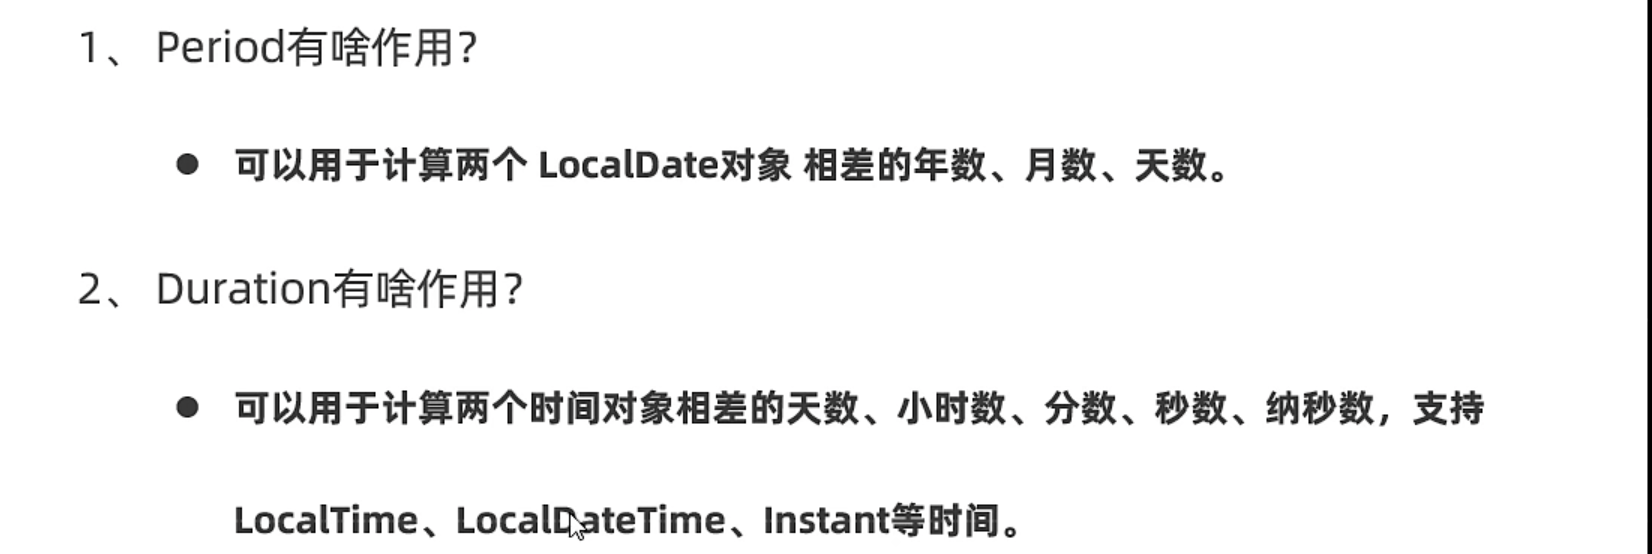 1、 Period有啥作用？
● 可以用于计算两个 LocalDate对象 相差的年数、月数、天数。
2、 Duration有啥作用？
● 可以用于计算两个时间对象相差的天数、小时数、分数、秒数、纳秒数，支持
LocalTime、LocalDateTime、Instant等时间。